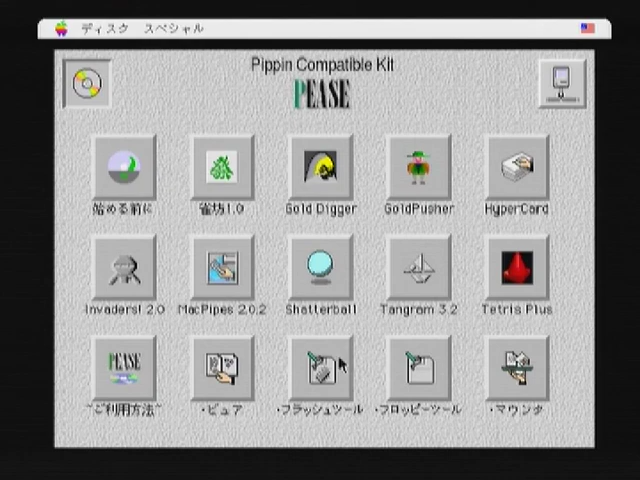 ディスク スペシャル
Pippin Compatible Kit
PEASE
始める前に 雀坊1.0 Gold Digger GoldPusher HyperCard
Invaders! 2.0 MacPipes 2.0.2 Shatterball Tangram 3.2 Tetris Plus
PEASE
~ご利用方法~ ・ビュア ・フラッシュツール ・フロッピーツール ・マウンタ